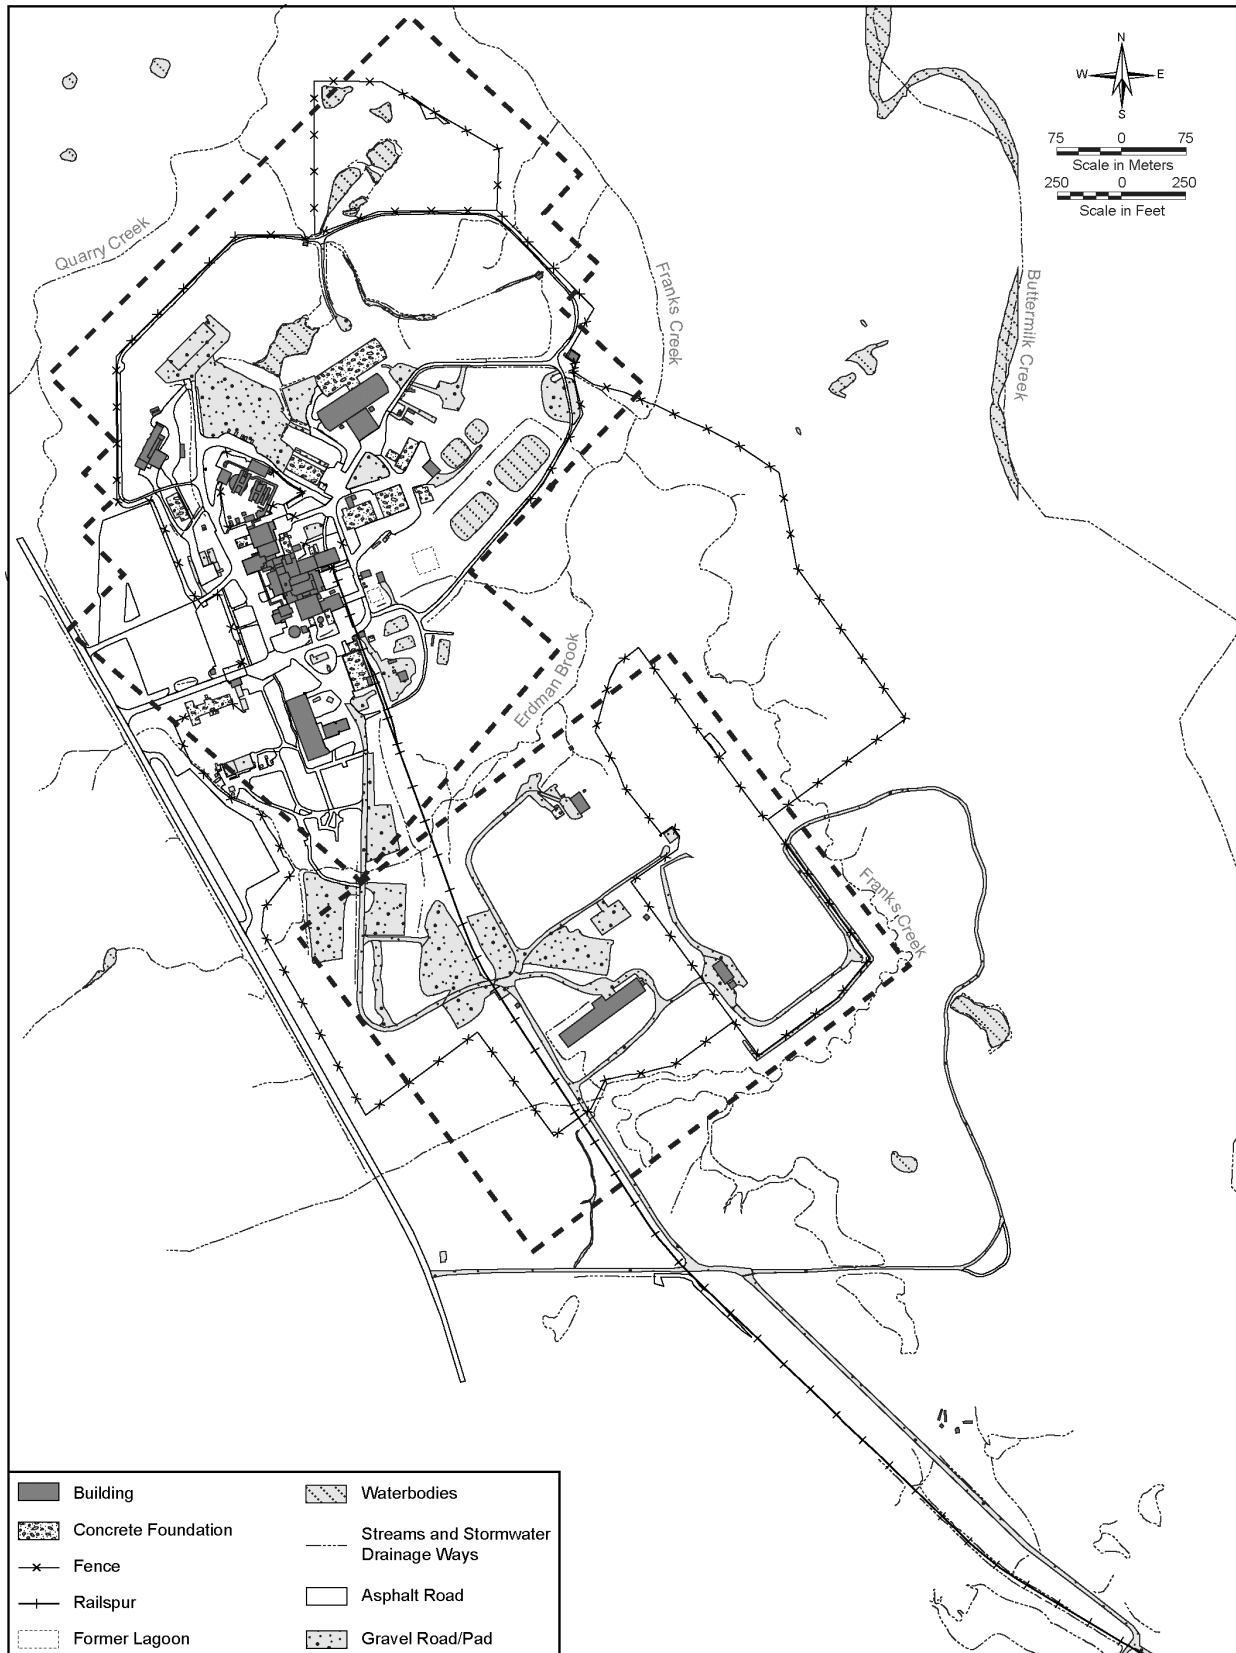 N
W E
S
75 0 75
Scale in Meters
250 0 250
Scale in Feet
Quarry Creek
Franks Creek
Buttermilk Creek
Erdman Brook
Franks Creek
Building
Concrete Foundation
Fence
Railspur
Former Lagoon
Waterbodies
Streams and Stormwater
Drainage Ways
Asphalt Road
Gravel Road/Pad